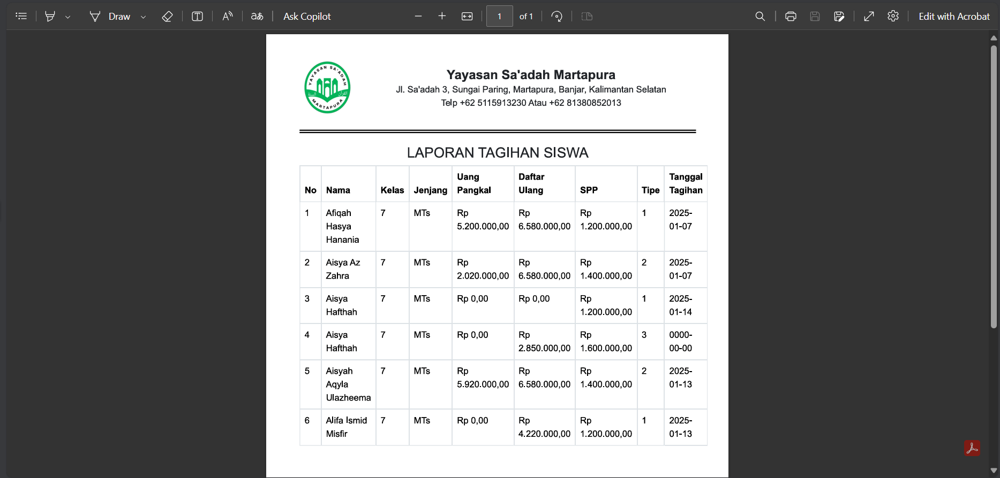 Draw
Ask Copilot
1 of 1
Edit with Acrobat
YAYASAN SA'ADAH
MARTAPURA
Yayasan Sa'adah Martapura
Jl. Sa'adah 3, Sungai Paring, Martapura, Banjar, Kalimantan Selatan
Telp +62 5115913230 Atau +62 81380852013
LAPORAN TAGIHAN SISWA
No Nama Kelas Jenjang Uang Pangkal Daftar Ulang SPP Tipe Tanggal Tagihan
1 Afiqah Hasya Hanania 7 MTs Rp 5.200.000,00 Rp 6.580.000,00 Rp 1.200.000,00 1 2025-01-07
2 Aisya Az Zahra 7 MTs Rp 2.020.000,00 Rp 6.580.000,00 Rp 1.400.000,00 2 2025-01-07
3 Aisya Hafthah 7 MTs Rp 0,00 Rp 0,00 Rp 1.200.000,00 1 2025-01-14
4 Aisya Hafthah 7 MTs Rp 0,00 Rp 2.850.000,00 Rp 1.600.000,00 3 0000-00-00
5 Aisyah Aqyla Ulazheema 7 MTs Rp 5.920.000,00 Rp 6.580.000,00 Rp 1.400.000,00 2 2025-01-13
6 Alifa Ismid Misfir 7 MTs Rp 0,00 Rp 4.220.000,00 Rp 1.200.000,00 1 2025-01-13